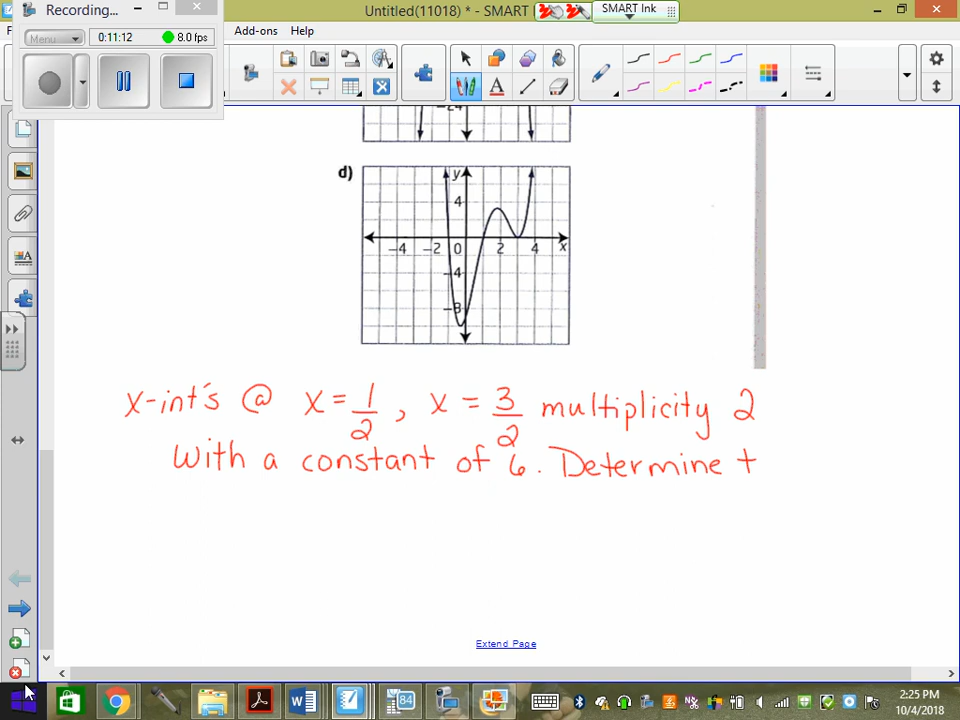 Recording...
Untitled(11018) * - SMART
SMART Ink
Menu
0:11:12
8.0 fps
Add-ons Help
-24
d)
y
4
-4 -2 0 2 4 x
-4
-8
x-int's @ x = 1/2, x = 3/2 multiplicity 2
With a constant of 6. Determine t
Extend Page
2:25 PM
10/4/2018